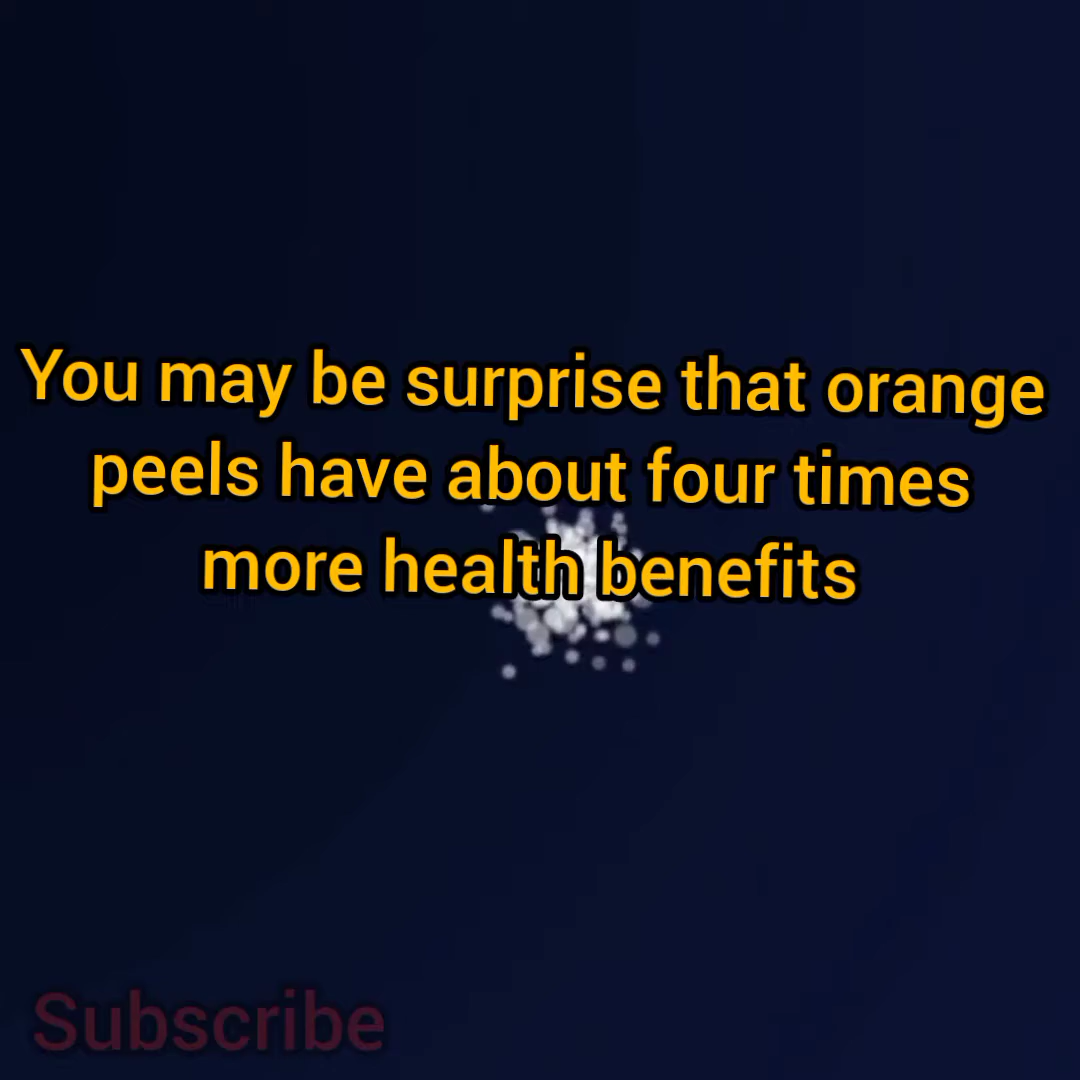 You may be surprise that orange
peels have about four times
more health benefits
Subscribe